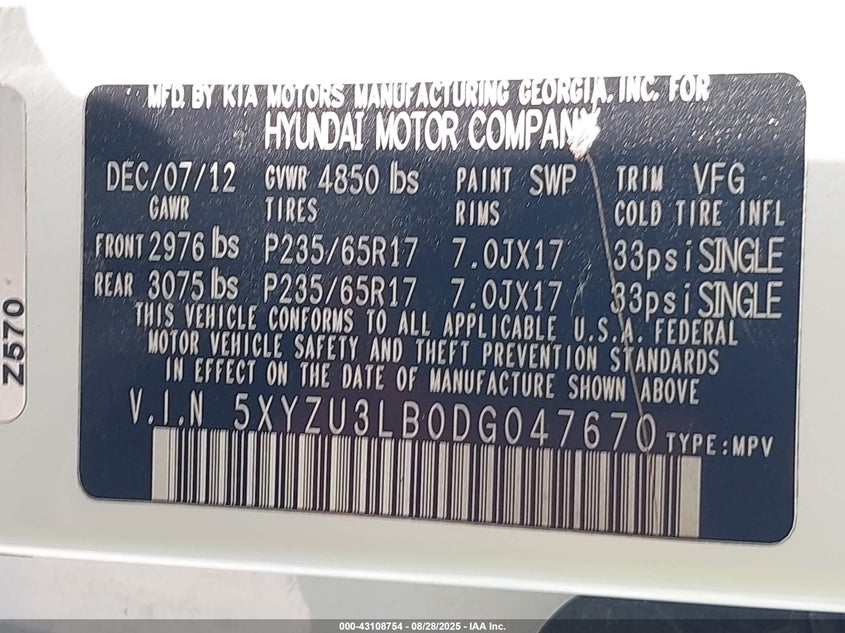 MFD. BY KIA MOTORS MANUFACTURING GEORGIA, INC. FOR
HYUNDAI MOTOR COMPANY
DEC/07/12 GVWR 4850 lbs PAINT SWP TRIM VFG
GAWR TIRES RIMS COLD TIRE INFL
FRONT 2976 lbs P235/65R17 7.0JX17 33psi SINGLE
REAR 3075 lbs P235/65R17 7.0JX17 33psi SINGLE
THIS VEHICLE CONFORMS TO ALL APPLICABLE U.S.A. FEDERAL
MOTOR VEHICLE SAFETY AND THEFT PREVENTION STANDARDS
IN EFFECT ON THE DATE OF MANUFACTURE SHOWN ABOVE
V.I.N 5XYZU3LB0DG047670 TYPE:MPV
Z570
000-43108754 - 08/28/2025 - IAA Inc.